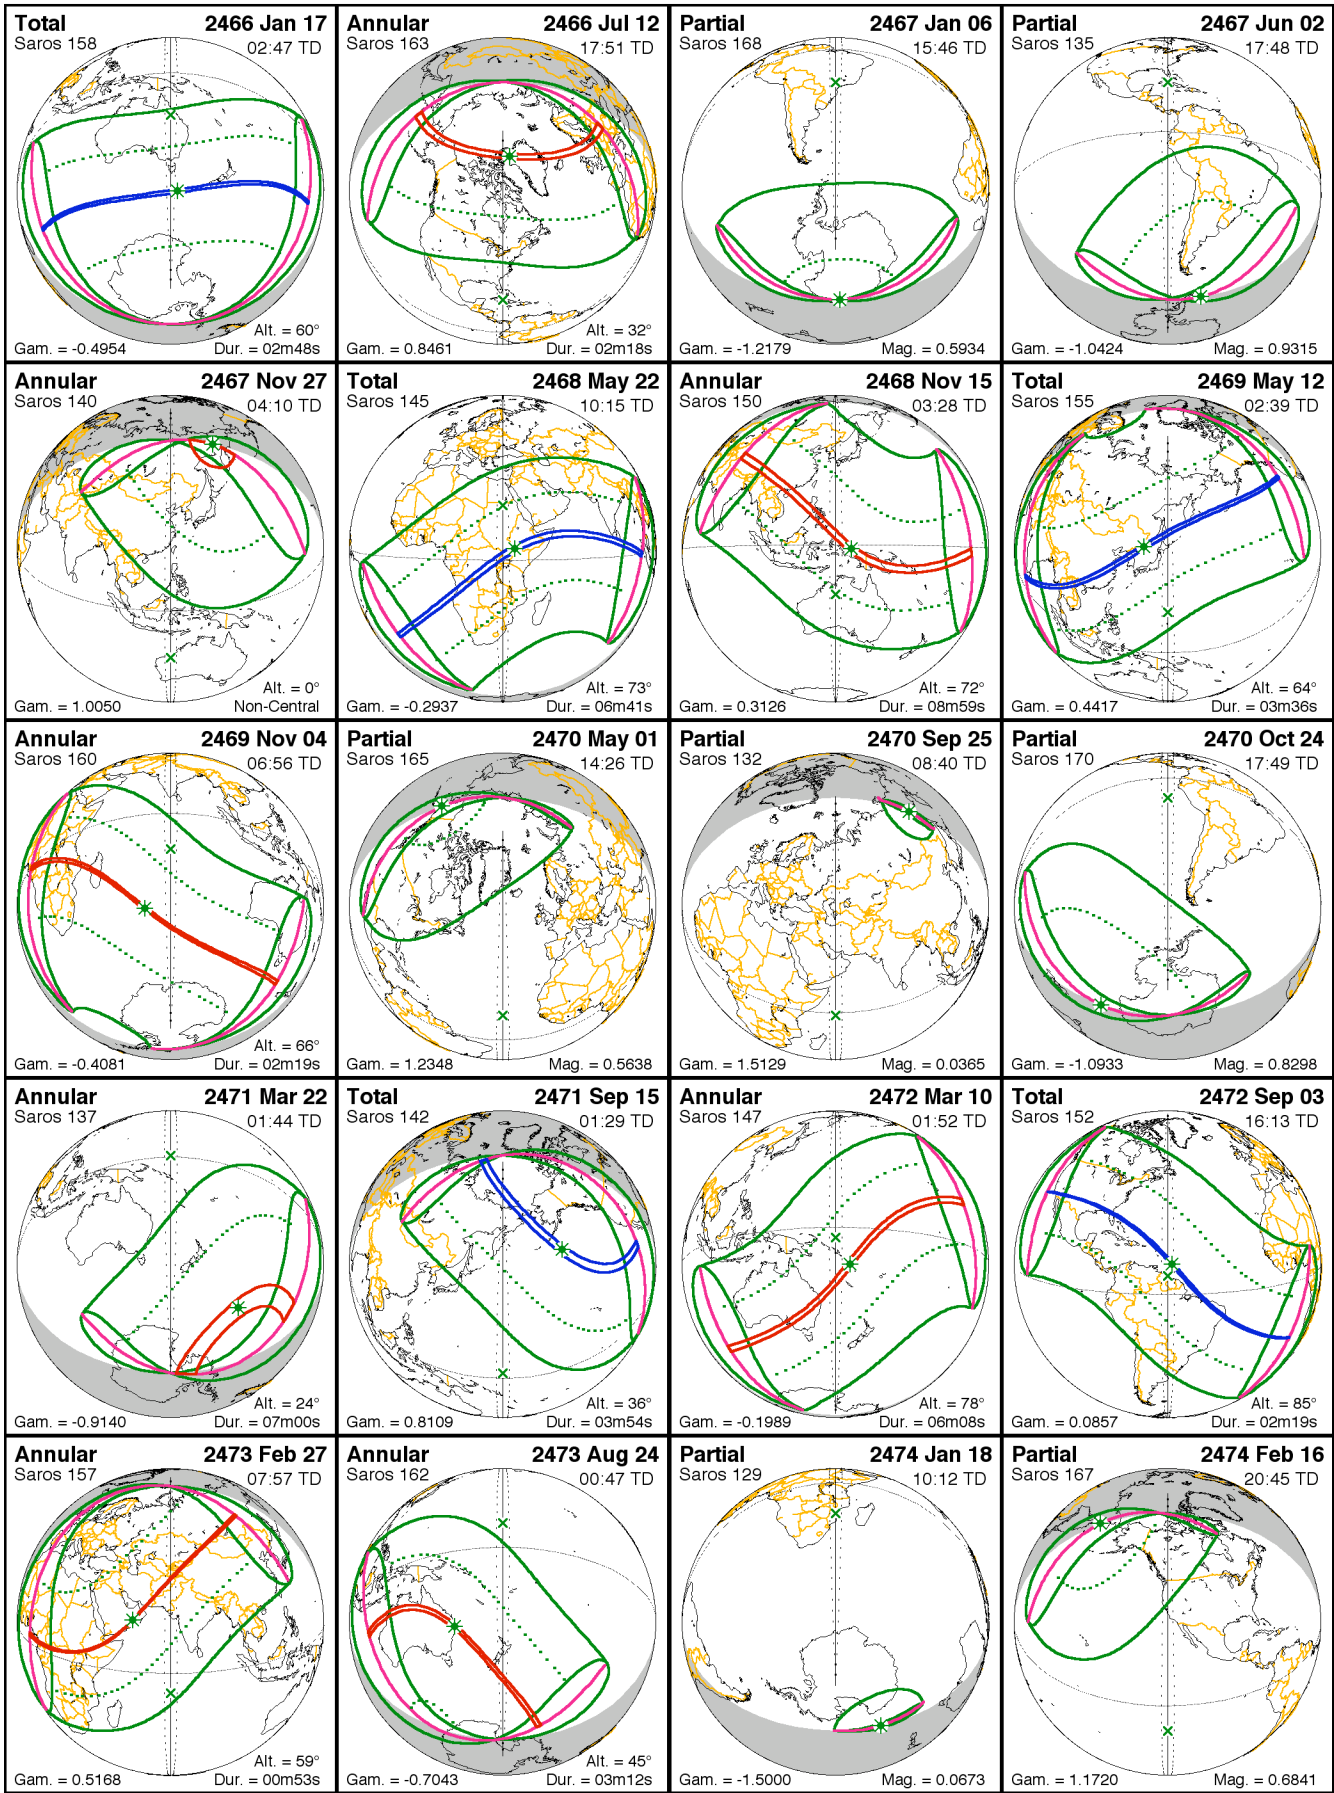 Total 2466 Jan 17
Saros 158 02:47 TD
Alt. = 60°
Gam. = -0.4954 Dur. = 02m48s
Annular 2466 Jul 12
Saros 163 17:51 TD
Alt. = 32°
Gam. = 0.8461 Dur. = 02m18s
Partial 2467 Jan 06
Saros 168 15:46 TD
Gam. = -1.2179 Mag. = 0.5934
Partial 2467 Jun 02
Saros 135 17:48 TD
Gam. = -1.0424 Mag. = 0.9315
Annular 2467 Nov 27
Saros 140 04:10 TD
Alt. = 0°
Gam. = 1.0050 Non-Central
Total 2468 May 22
Saros 145 10:15 TD
Alt. = 73°
Gam. = -0.2937 Dur. = 06m41s
Annular 2468 Nov 15
Saros 150 03:28 TD
Alt. = 72°
Gam. = 0.3126 Dur. = 08m59s
Total 2469 May 12
Saros 155 02:39 TD
Alt. = 64°
Gam. = 0.4417 Dur. = 03m36s
Annular 2469 Nov 04
Saros 160 06:56 TD
Alt. = 66°
Gam. = -0.4081 Dur. = 02m19s
Partial 2470 May 01
Saros 165 14:26 TD
Gam. = 1.2348 Mag. = 0.5638
Partial 2470 Sep 25
Saros 132 08:40 TD
Gam. = 1.5129 Mag. = 0.0365
Partial 2470 Oct 24
Saros 170 17:49 TD
Gam. = -1.0933 Mag. = 0.8298
Annular 2471 Mar 22
Saros 137 01:44 TD
Alt. = 24°
Gam. = -0.9140 Dur. = 07m00s
Total 2471 Sep 15
Saros 142 01:29 TD
Alt. = 36°
Gam. = 0.8109 Dur. = 03m54s
Annular 2472 Mar 10
Saros 147 01:52 TD
Alt. = 78°
Gam. = -0.1989 Dur. = 06m08s
Total 2472 Sep 03
Saros 152 16:13 TD
Alt. = 85°
Gam. = 0.0857 Dur. = 02m19s
Annular 2473 Feb 27
Saros 157 07:57 TD
Alt. = 59°
Gam. = 0.5168 Dur. = 00m53s
Annular 2473 Aug 24
Saros 162 00:47 TD
Alt. = 45°
Gam. = -0.7043 Dur. = 03m12s
Partial 2474 Jan 18
Saros 129 10:12 TD
Gam. = -1.5000 Mag. = 0.0673
Partial 2474 Feb 16
Saros 167 20:45 TD
Gam. = 1.1720 Mag. = 0.6841